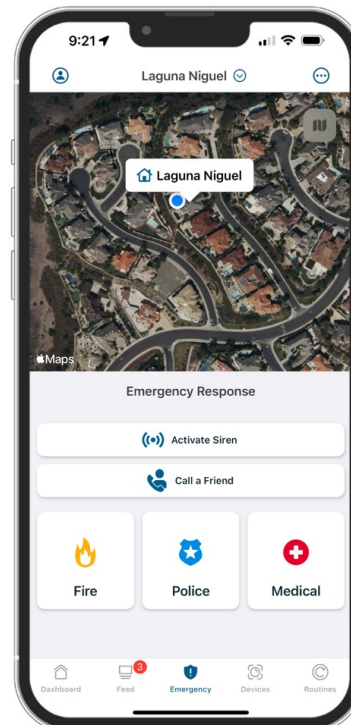 9:21
Laguna Niguel
Laguna Niguel
Maps
Legal
Emergency Response
Activate Siren
Call a Friend
Fire
Police
Medical
3
Dashboard
Feed
Emergency
Devices
Routines